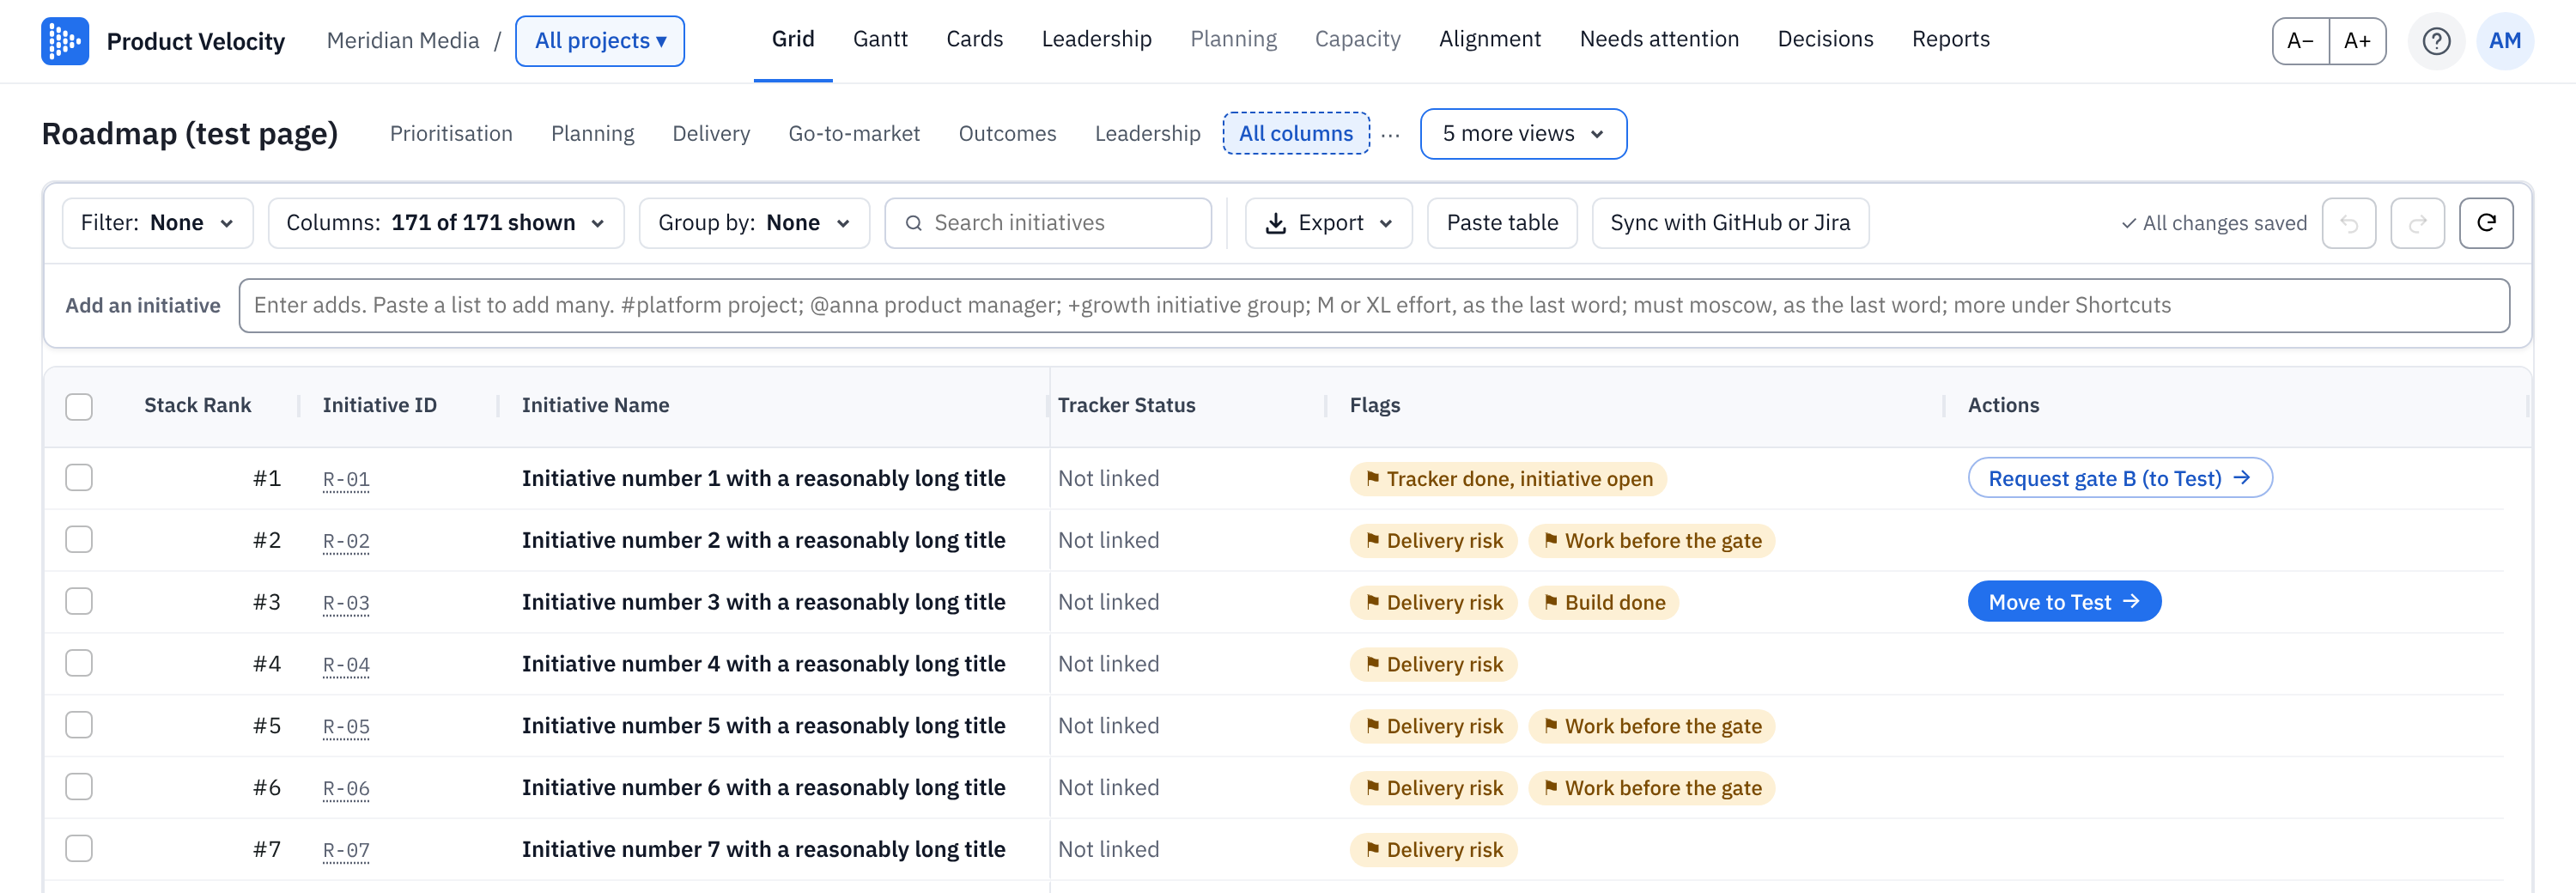 Product Velocity Meridian Media / All projects ▾ Grid Gantt Cards Leadership Planning Capacity Alignment Needs attention Decisions Reports A− A+ ? AM
Roadmap (test page) Prioritisation Planning Delivery Go-to-market Outcomes Leadership All columns ··· 5 more views
Filter: None Columns: 171 of 171 shown Group by: None Search initiatives Export Paste table Sync with GitHub or Jira ✓ All changes saved
Add an initiative Enter adds. Paste a list to add many. #platform project; @anna product manager; +growth initiative group; M or XL effort, as the last word; must moscow, as the last word; more under Shortcuts
Stack Rank Initiative ID Initiative Name Tracker Status Flags Actions
#1 R-01 Initiative number 1 with a reasonably long title Not linked ⚑ Tracker done, initiative open Request gate B (to Test) →
#2 R-02 Initiative number 2 with a reasonably long title Not linked ⚑ Delivery risk ⚑ Work before the gate
#3 R-03 Initiative number 3 with a reasonably long title Not linked ⚑ Delivery risk ⚑ Build done Move to Test →
#4 R-04 Initiative number 4 with a reasonably long title Not linked ⚑ Delivery risk
#5 R-05 Initiative number 5 with a reasonably long title Not linked ⚑ Delivery risk ⚑ Work before the gate
#6 R-06 Initiative number 6 with a reasonably long title Not linked ⚑ Delivery risk ⚑ Work before the gate
#7 R-07 Initiative number 7 with a reasonably long title Not linked ⚑ Delivery risk